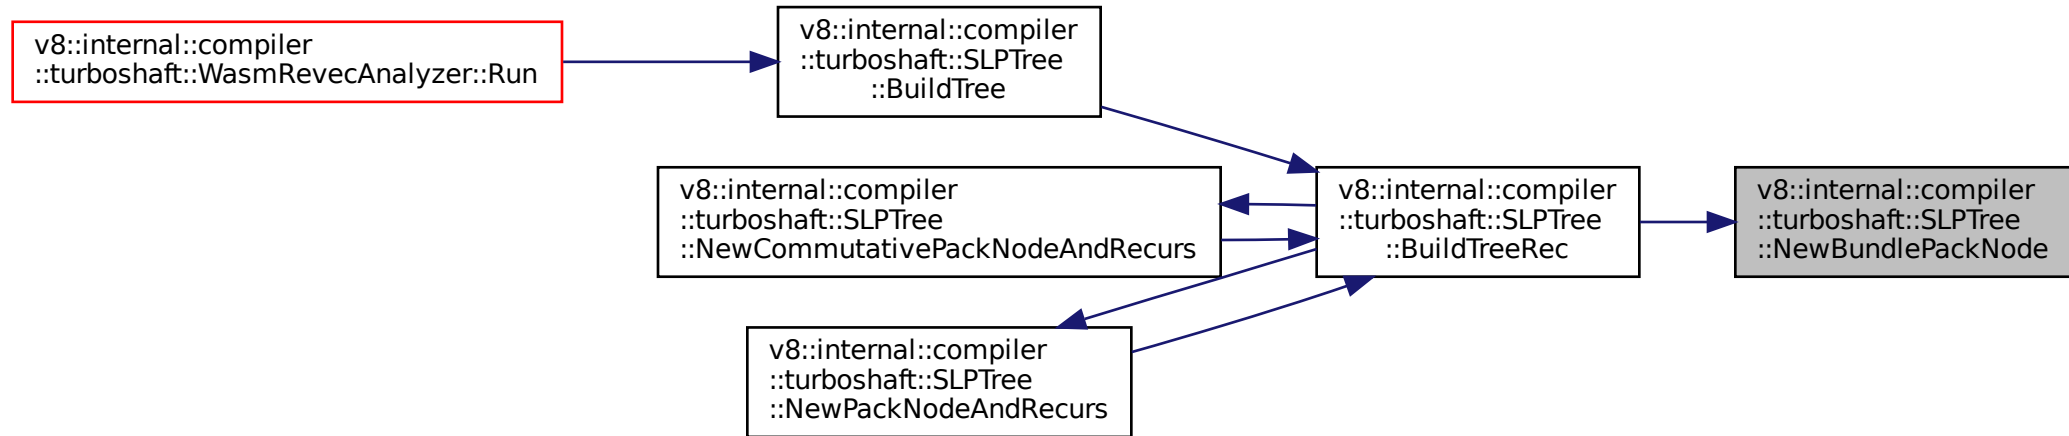 v8::internal::compiler
::turboshaft::WasmRevecAnalyzer::Run
v8::internal::compiler
::turboshaft::SLPTree
::BuildTree
v8::internal::compiler
::turboshaft::SLPTree
::NewCommutativePackNodeAndRecurs
v8::internal::compiler
::turboshaft::SLPTree
::BuildTreeRec
v8::internal::compiler
::turboshaft::SLPTree
::NewBundlePackNode
v8::internal::compiler
::turboshaft::SLPTree
::NewPackNodeAndRecurs